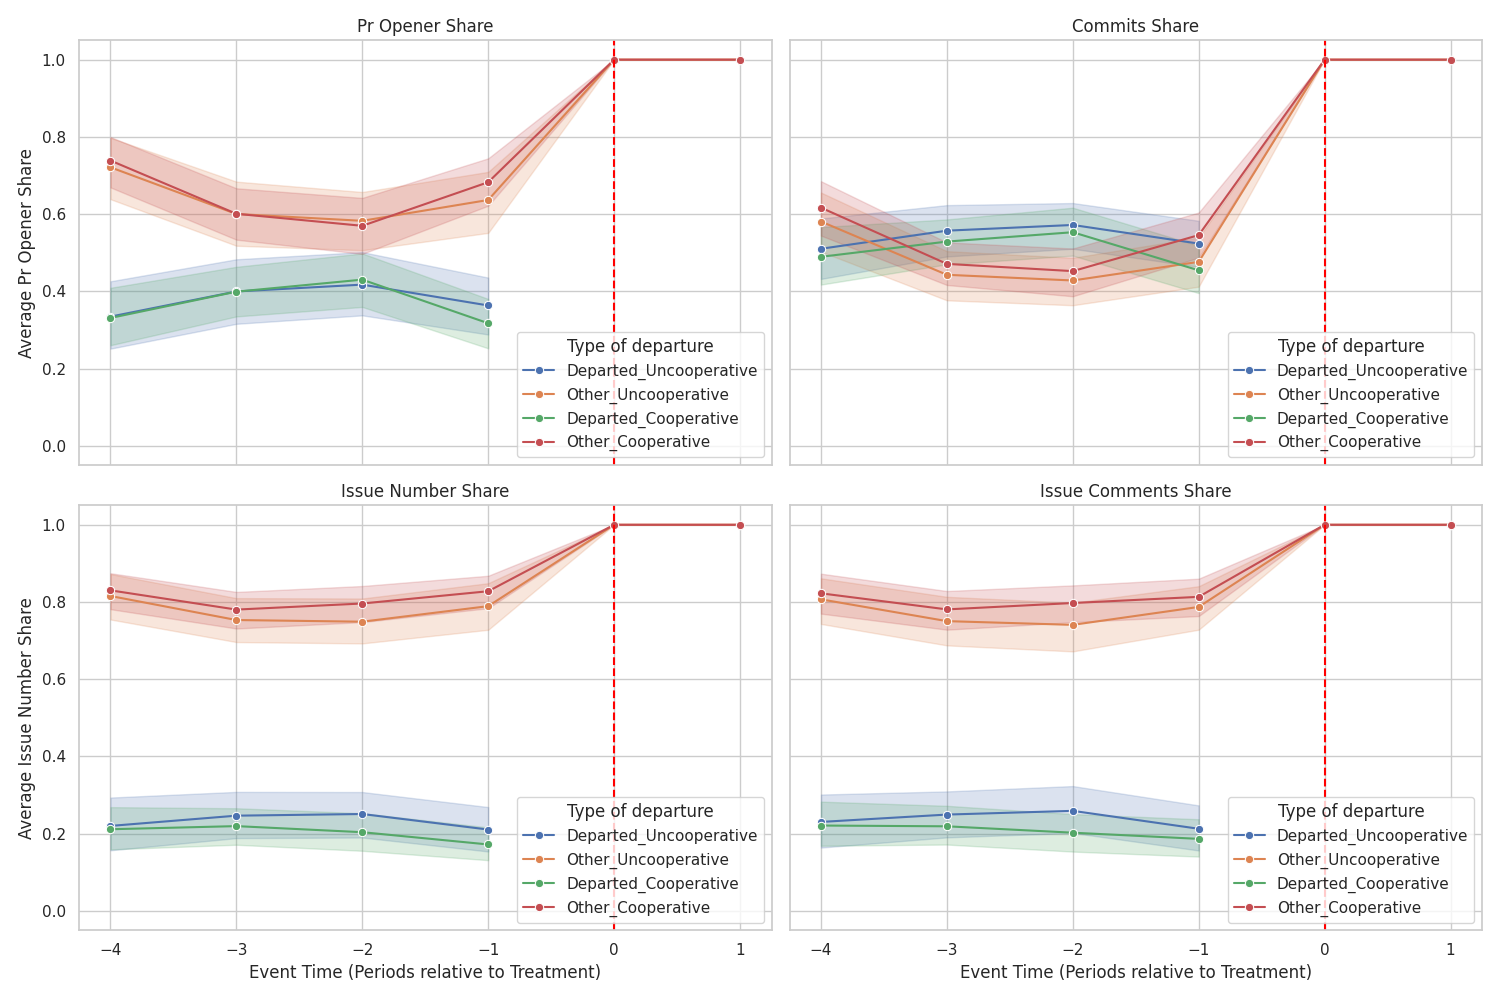 Pr Opener Share
Average Pr Opener Share
1.0
0.8
0.6
0.4
0.2
0.0
Type of departure
Departed_Uncooperative
Other_Uncooperative
Departed_Cooperative
Other_Cooperative
Commits Share
Type of departure
Departed_Uncooperative
Other_Uncooperative
Departed_Cooperative
Other_Cooperative
Issue Number Share
Average Issue Number Share
1.0
0.8
0.6
0.4
0.2
0.0
Type of departure
Departed_Uncooperative
Other_Uncooperative
Departed_Cooperative
Other_Cooperative
−4 −3 −2 −1 0 1
Event Time (Periods relative to Treatment)
Issue Comments Share
Type of departure
Departed_Uncooperative
Other_Uncooperative
Departed_Cooperative
Other_Cooperative
−4 −3 −2 −1 0 1
Event Time (Periods relative to Treatment)